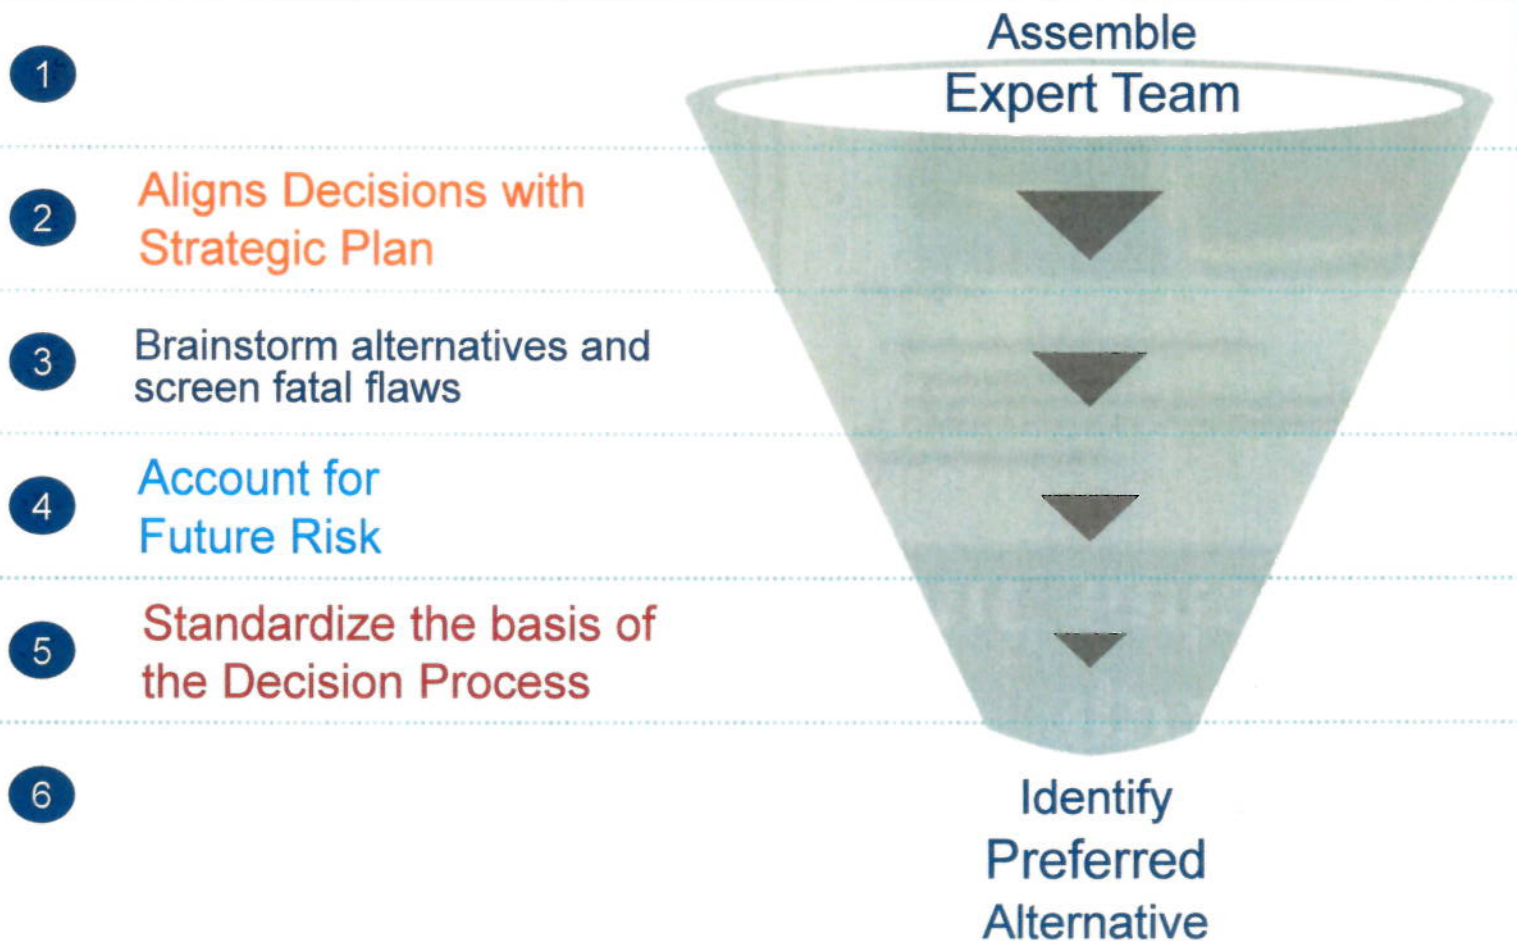 1
Assemble
Expert Team
2
Aligns Decisions with
Strategic Plan
3
Brainstorm alternatives and
screen fatal flaws
4
Account for
Future Risk
5
Standardize the basis of
the Decision Process
6
Identify
Preferred
Alternative